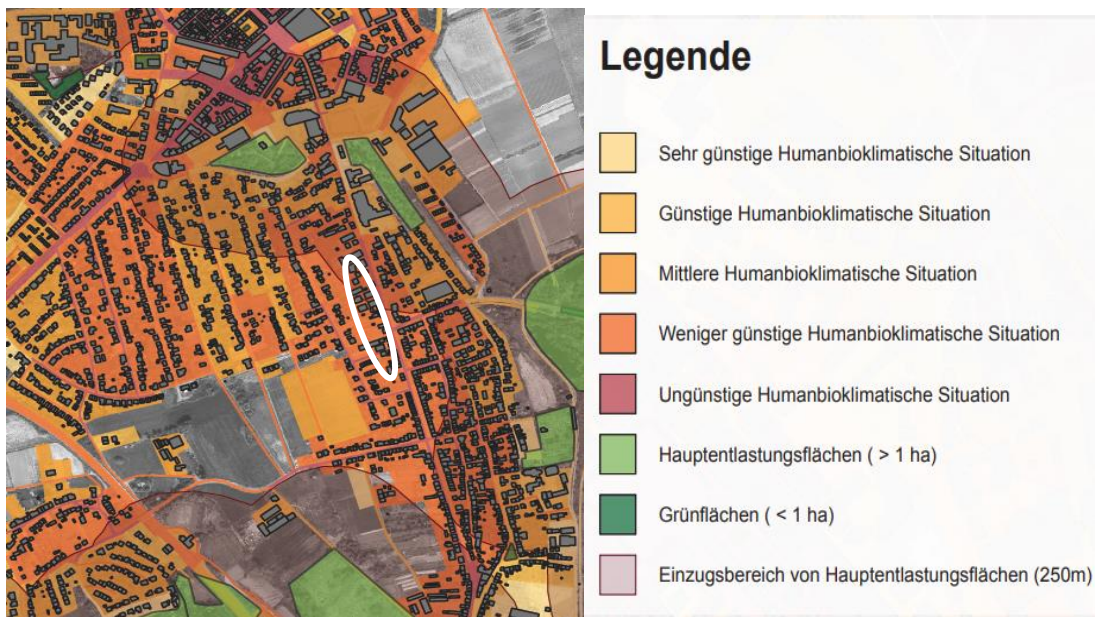 Legende
Sehr günstige Humanbioklimatische Situation
Günstige Humanbioklimatische Situation
Mittlere Humanbioklimatische Situation
Weniger günstige Humanbioklimatische Situation
Ungünstige Humanbioklimatische Situation
Hauptentlastungsflächen ( > 1 ha)
Grünflächen ( < 1 ha)
Einzugsbereich von Hauptentlastungsflächen (250m)